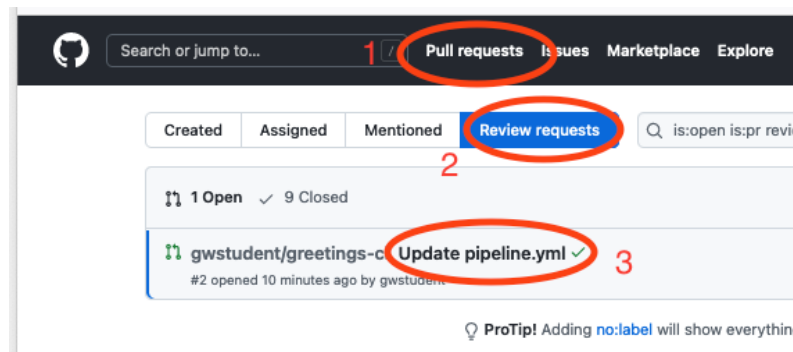 Search or jump to... / 1 Pull requests Issues Marketplace Explore
Created Assigned Mentioned Review requests is:open is:pr
2
1 Open 9 Closed
gwstudent/greetings-c Update pipeline.yml 3
#2 opened 10 minutes ago by gwstudent
ProTip! Adding no:label will show